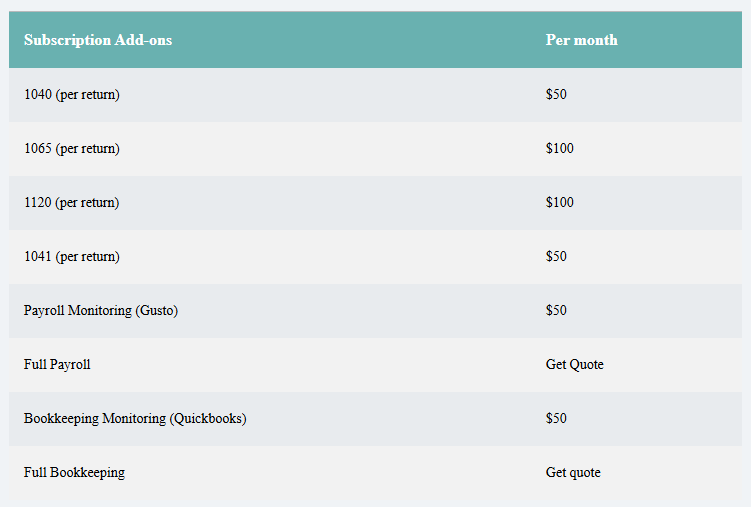 Subscription Add-ons Per month
1040 (per return) $50
1065 (per return) $100
1120 (per return) $100
1041 (per return) $50
Payroll Monitoring (Gusto) $50
Full Payroll Get Quote
Bookkeeping Monitoring (Quickbooks) $50
Full Bookkeeping Get quote